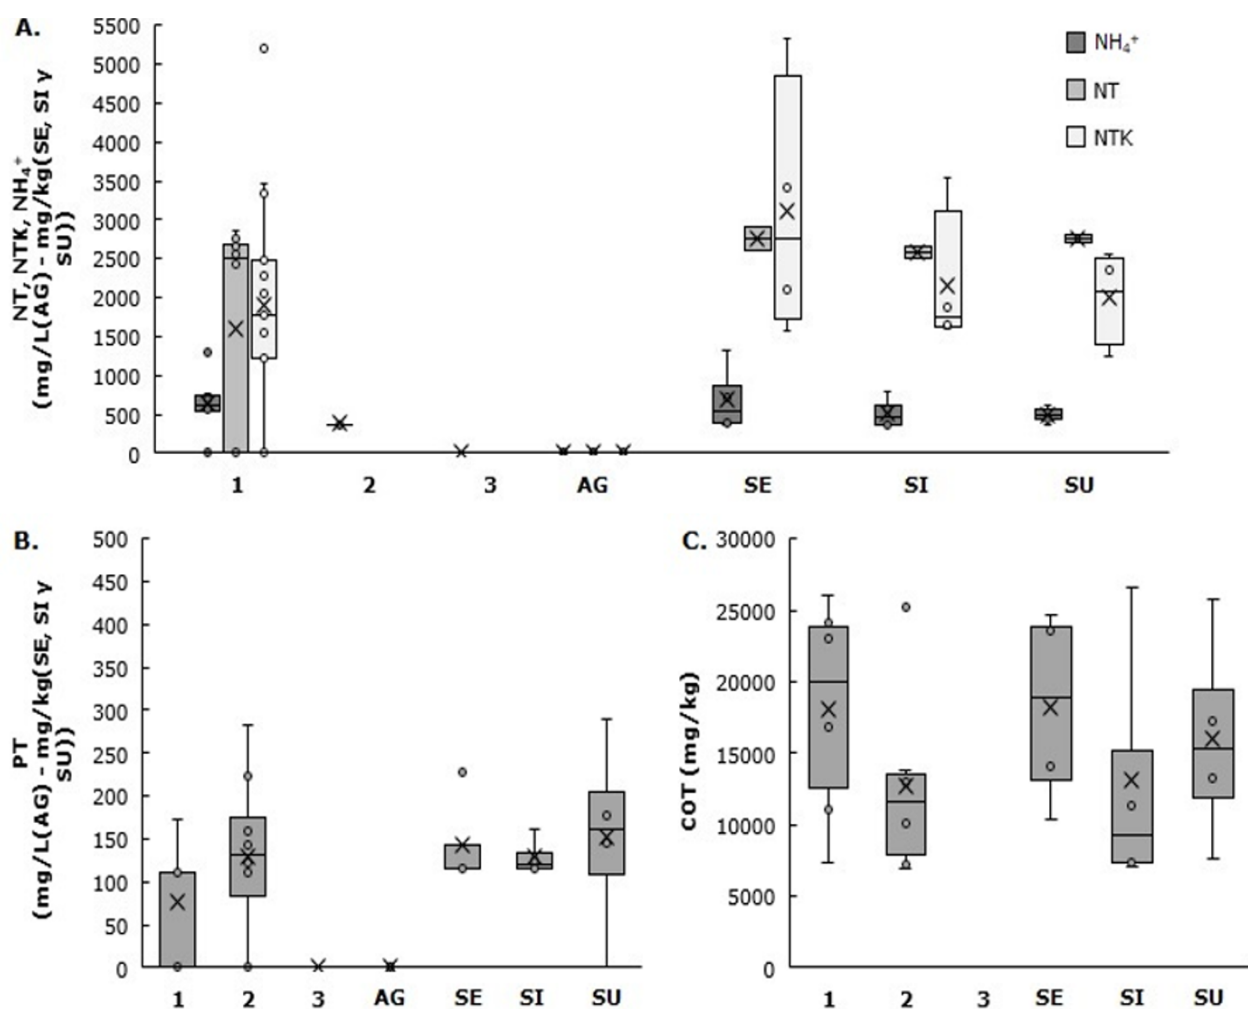 A.
NT, NTK, NH₄⁺
(mg/L(AG) - mg/kg(SE, SI y
SU))
5500
5000
4500
4000
3500
3000
2500
2000
1500
1000
500
0
NH₄⁺
NT
NTK
1 2 3 AG SE SI SU
B.
PT
(mg/L(AG) - mg/kg(SE, SI y
SU))
500
450
400
350
300
250
200
150
100
50
0
1 2 3 AG SE SI SU
C.
COT (mg/kg)
30000
25000
20000
15000
10000
5000
0
1 2 3 SE SI SU